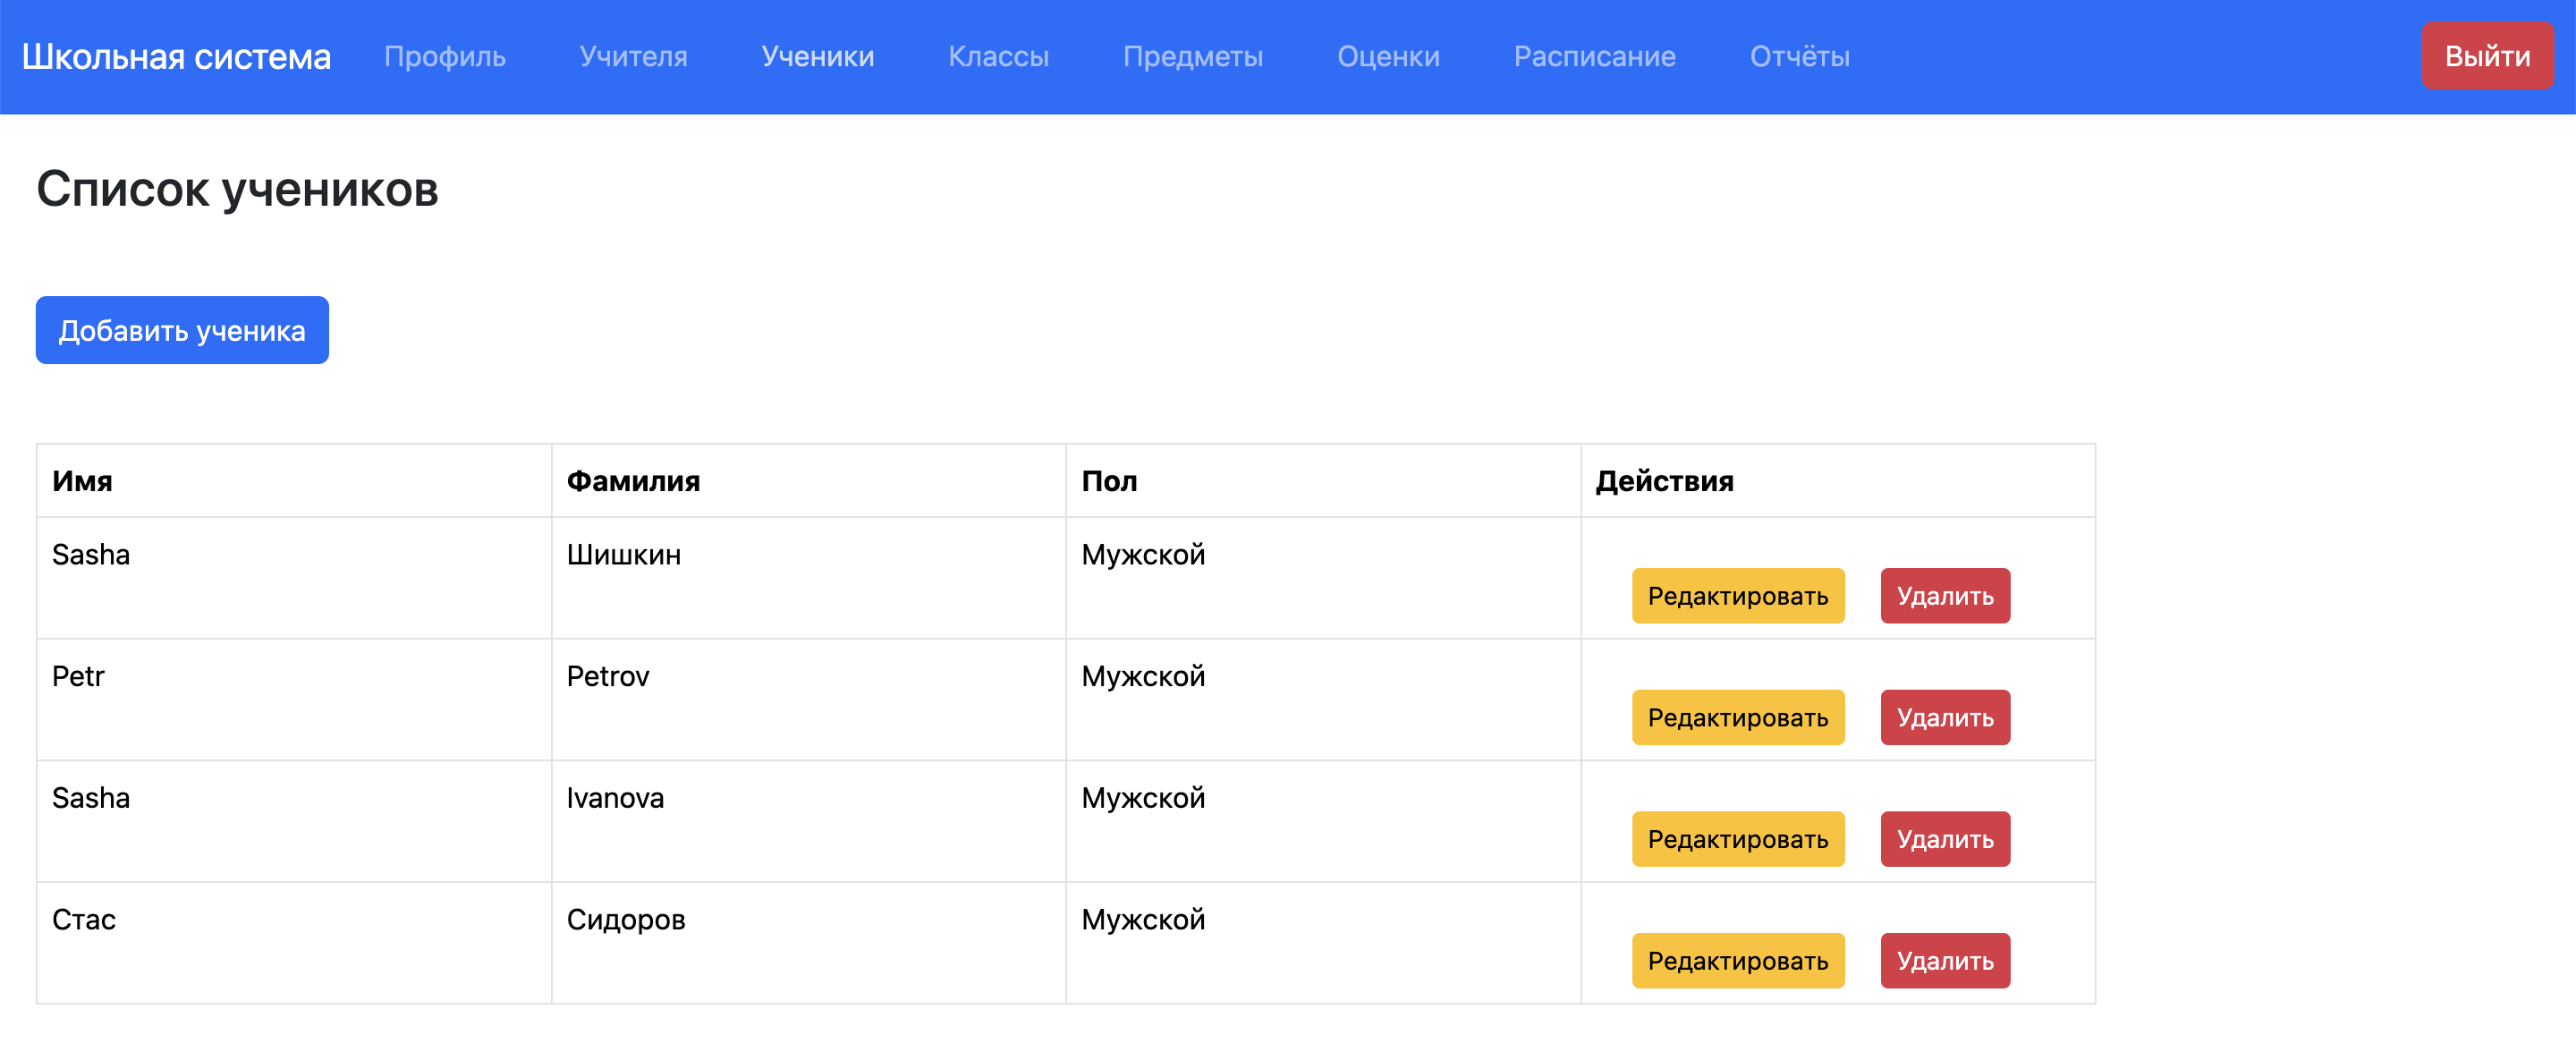 Школьная система Профиль Учителя Ученики Классы Предметы Оценки Расписание Отчёты Выйти
Список учеников
Добавить ученика
Имя Фамилия Пол Действия
Sasha Шишкин Мужской Редактировать Удалить
Petr Petrov Мужской Редактировать Удалить
Sasha Ivanova Мужской Редактировать Удалить
Стас Сидоров Мужской Редактировать Удалить